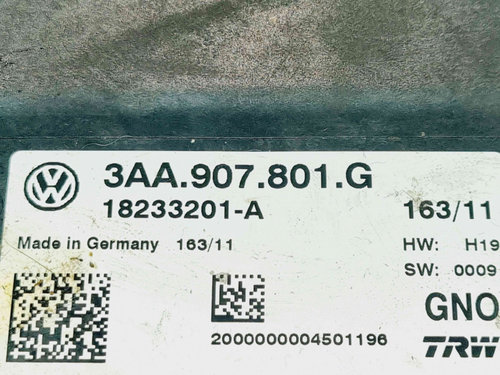 3AA.907.801.G
18233201-A 163/11
Made in Germany 163/11 HW: H19
SW: 0009
GNO
2000000004501196 TRW